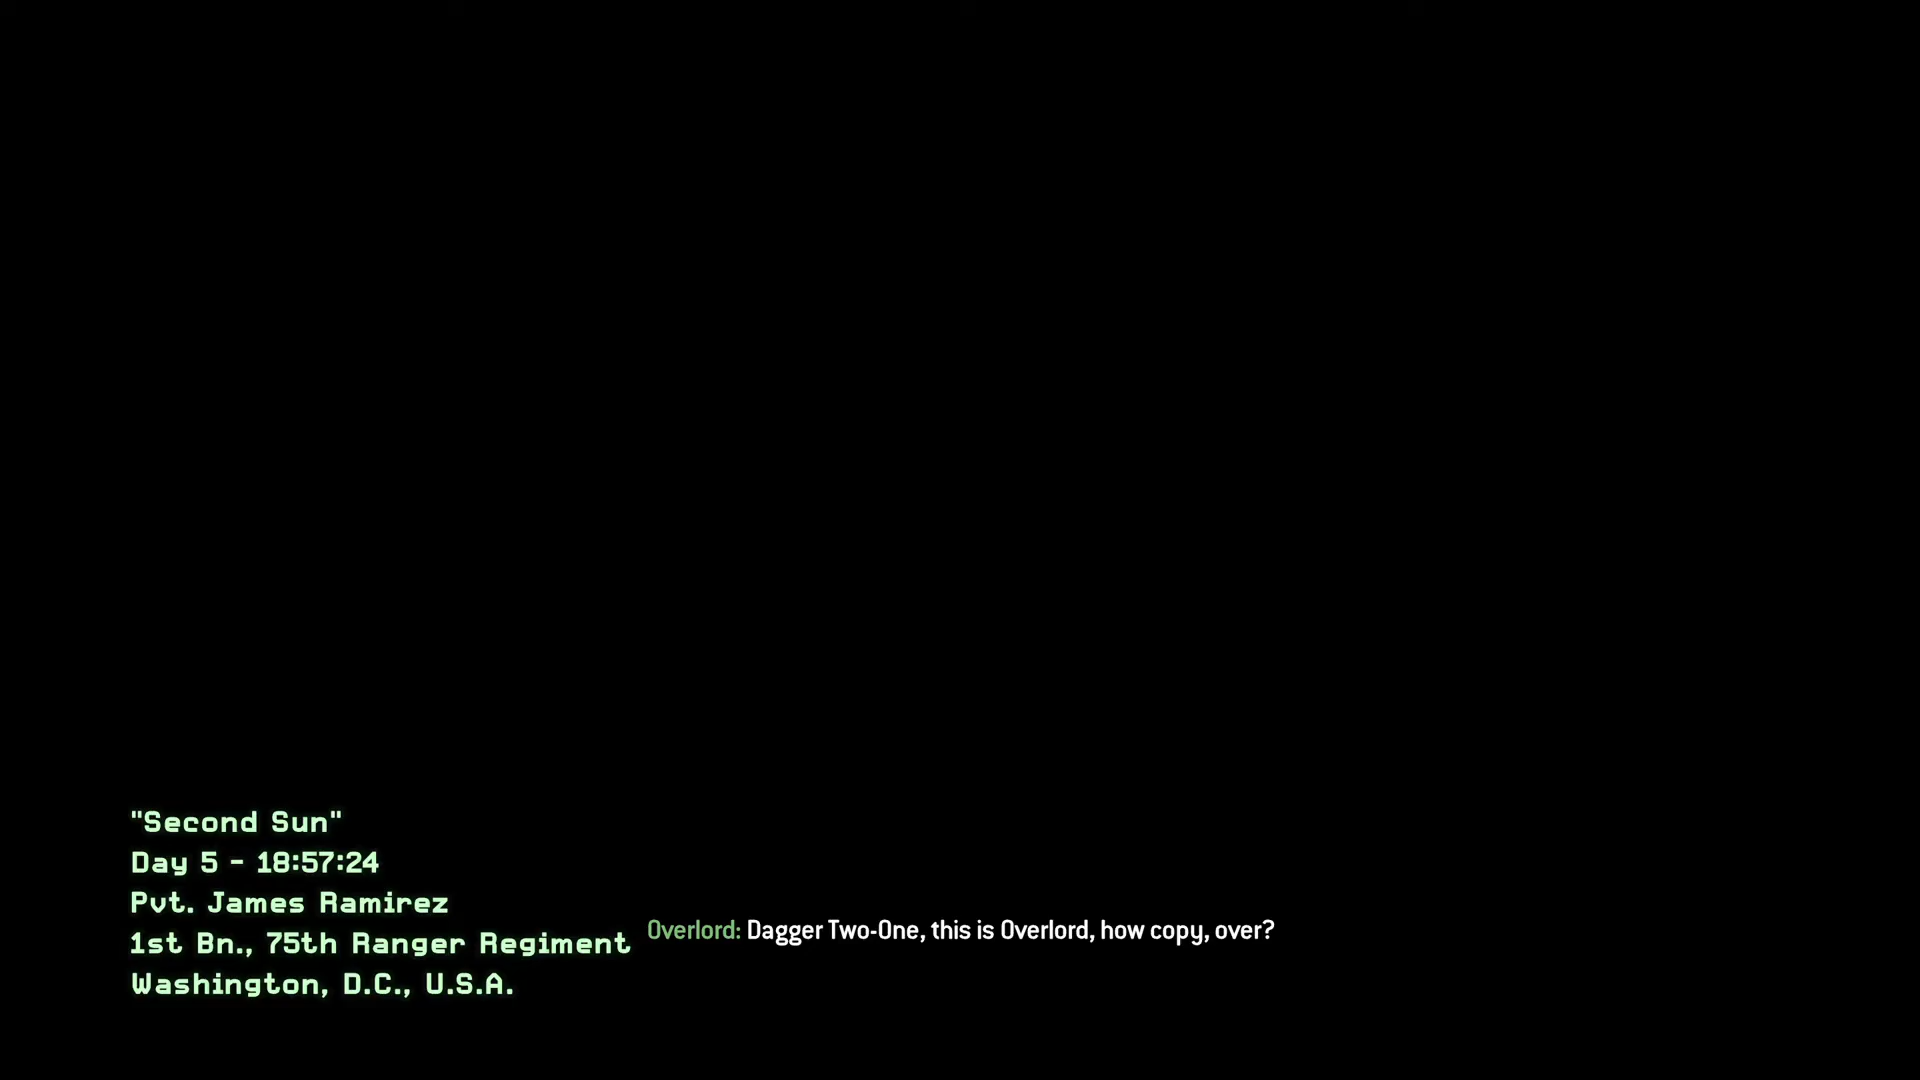 "Second Sun"
Day 5 - 18:57:24
Pvt. James Ramirez
1st Bn., 75th Ranger Regiment
Washington, D.C., U.S.A.
Overlord: Dagger Two-One, this is Overlord, how copy, over?